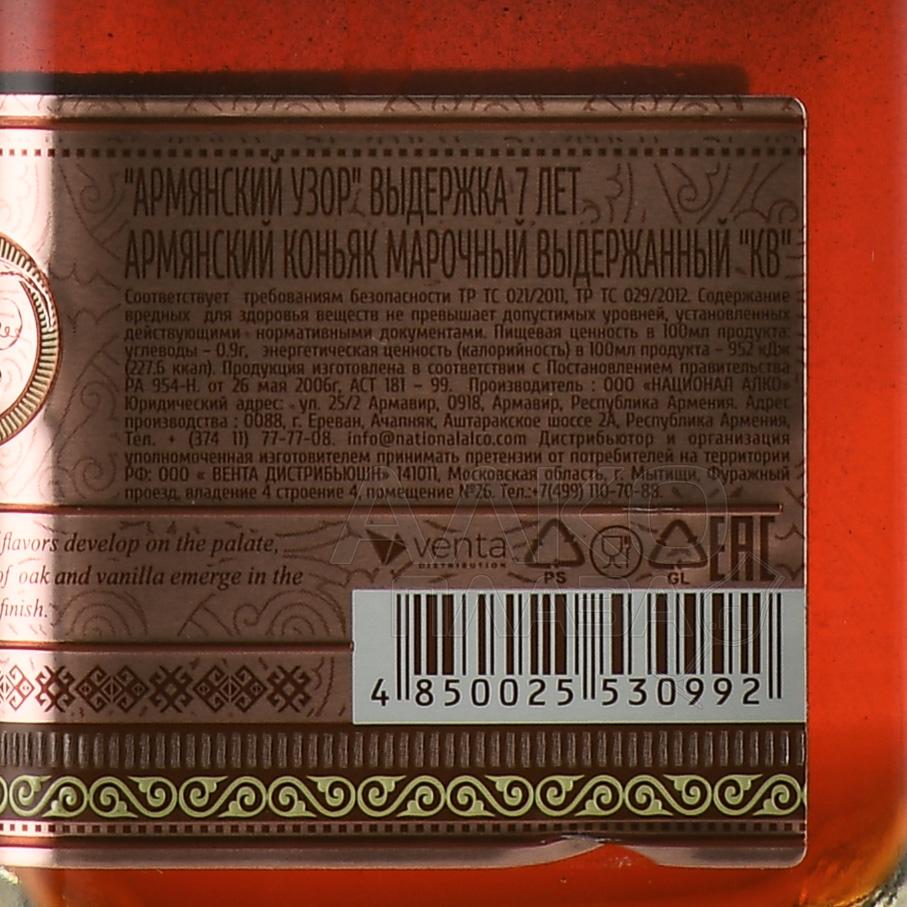 "АРМЯНСКИЙ УЗОР" ВЫДЕРЖКА 7 ЛЕТ
АРМЯНСКИЙ КОНЬЯК МАРОЧНЫЙ ВЫДЕРЖАННЫЙ "КВ"
Соответствует требованиям безопасности ТР ТС 021/2011, ТР ТС 029/2012. Содержание
вредных для здоровья веществ не превышает допустимых уровней, установленных
действующими нормативными документами. Пищевая ценность в 100мл продукта:
углеводы – 0.9г, энергетическая ценность (калорийность) в 100мл продукта – 952 кДж
(227.6 ккал). Продукция изготовлена в соответствии с Постановлением правительства
РА 954-Н. от 26 мая 2006г, АСТ 181 – 99. Производитель : ООО «НАЦИОНАЛ АЛКО»
Юридический адрес: ул. 25/2 Армавир, 0918, Армавир, Республика Армения. Адрес
производства : 0088, г. Ереван, Ачапняк, Аштаракское шоссе 2А, Республика Армения,
Тел. + (374 11) 77-77-08. info@nationalalco.com Дистрибьютор и организация
уполномоченная изготовителем принимать претензии от потребителей на территории
РФ: ООО « ВЕНТА ДИСТРИБЬЮШН» 141011, Московская область, г. Мытищи, Фуражный
проезд, владение 4 строение 4, помещение №26. Тел.:+7(499) 110-70-88.
flavors develop on the palate,
of oak and vanilla emerge in the
finish.
venta
DISTRIBUTION
PS
GL
EAC
4 850025 530992
АЛКО
ПЛАЗА